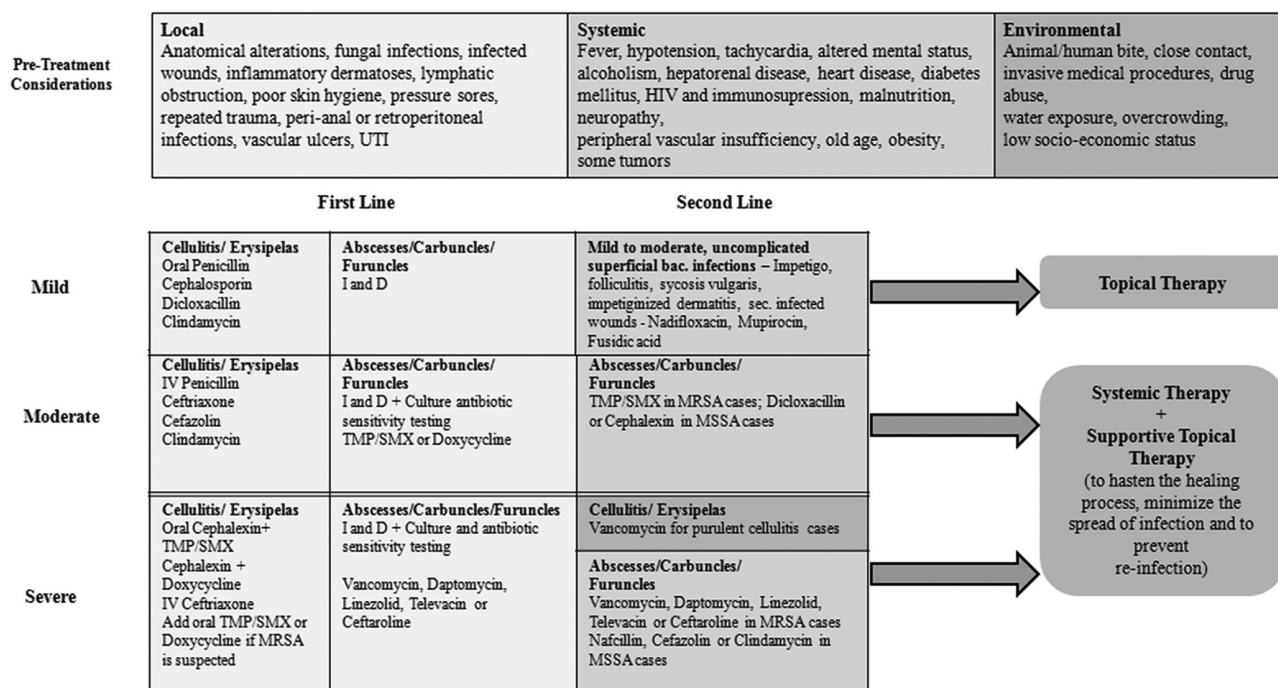 Pre-Treatment
Considerations
Local
Anatomical alterations, fungal infections, infected
wounds, inflammatory dermatoses, lymphatic
obstruction, poor skin hygiene, pressure sores,
repeated trauma, peri-anal or retroperitoneal
infections, vascular ulcers, UTI
Systemic
Fever, hypotension, tachycardia, altered mental status,
alcoholism, hepatorenal disease, heart disease, diabetes
mellitus, HIV and immunosupression, malnutrition,
neuropathy,
peripheral vascular insufficiency, old age, obesity,
some tumors
Environmental
Animal/human bite, close contact,
invasive medical procedures, drug
abuse,
water exposure, overcrowding,
low socio-economic status
First Line
Second Line
Mild
Cellulitis/ Erysipelas
Oral Penicillin
Cephalosporin
Dicloxacillin
Clindamycin
Abscesses/Carbuncles/
Furuncles
I and D
Mild to moderate, uncomplicated
superficial bac. infections – Impetigo,
folliculitis, sycosis vulgaris,
impetiginized dermatitis, sec. infected
wounds - Nadifloxacin, Mupirocin,
Fusidic acid
Topical Therapy
Moderate
Cellulitis/ Erysipelas
IV Penicillin
Ceftriaxone
Cefazolin
Clindamycin
Abscesses/Carbuncles/
Furuncles
I and D + Culture antibiotic
sensitivity testing
TMP/SMX or Doxycycline
Abscesses/Carbuncles/
Furuncles
TMP/SMX in MRSA cases; Dicloxacillin
or Cephalexin in MSSA cases
Systemic Therapy
+
Supportive Topical
Therapy
(to hasten the healing
process, minimize the
spread of infection and to
prevent
re-infection)
Severe
Cellulitis/ Erysipelas
Oral Cephalexin+
TMP/SMX
Cephalexin +
Doxycycline
IV Ceftriaxone
Add oral TMP/SMX or
Doxycycline if MRSA
is suspected
Abscesses/Carbuncles/Furuncles
I and D + Culture and antibiotic
sensitivity testing
Vancomycin, Daptomycin,
Linezolid, Televacin or
Ceftaroline
Cellulitis/ Erysipelas
Vancomycin for purulent cellulitis cases
Abscesses/Carbuncles/
Furuncles
Vancomycin, Daptomycin, Linezolid,
Televacin or Ceftaroline in MRSA cases
Nafcillin, Cefazolin or Clindamycin in
MSSA cases